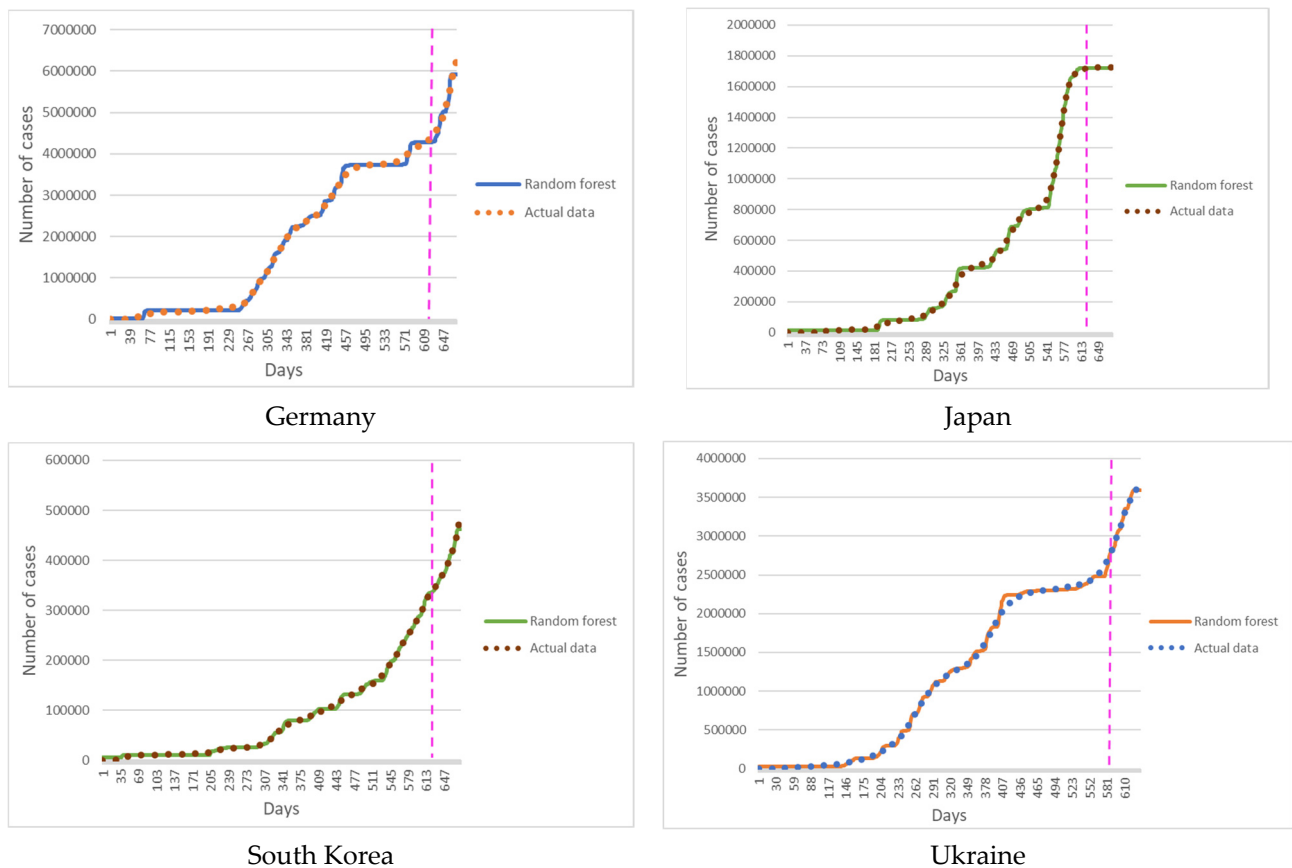 7000000
6000000
5000000
4000000
3000000
2000000
1000000
0
Number of cases
1 39 77 115 153 191 229 267 305 343 381 419 457 495 533 571 609 647
Days
Random forest
Actual data
Germany
2000000
1800000
1600000
1400000
1200000
1000000
800000
600000
400000
200000
0
Number of cases
1 37 73 109 145 181 217 253 289 325 361 397 433 469 505 541 577 613 649
Days
Random forest
Actual data
Japan
600000
500000
400000
300000
200000
100000
0
Number of cases
1 35 69 103 137 171 205 239 273 307 341 375 409 443 477 511 545 579 613 647
Days
Random forest
Actual data
South Korea
4000000
3500000
3000000
2500000
2000000
1500000
1000000
500000
0
Number of cases
1 30 59 88 117 146 175 204 233 262 291 320 349 378 407 436 465 494 523 552 581 610
Days
Random forest
Actual data
Ukraine